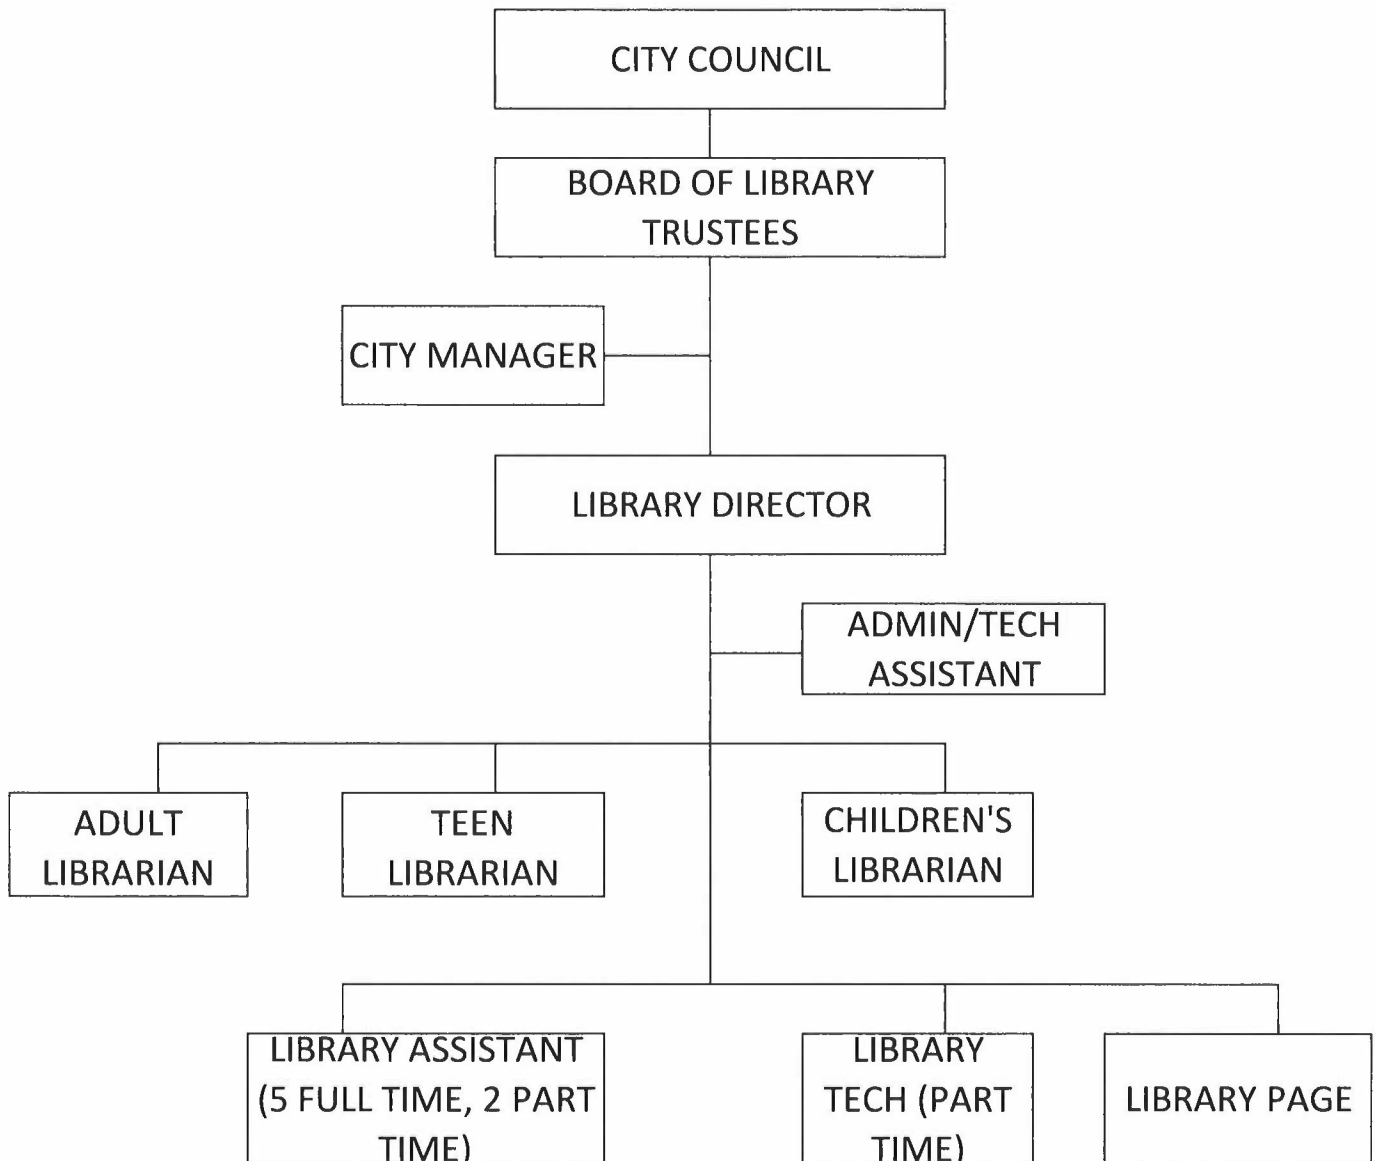 CITY COUNCIL
BOARD OF LIBRARY
TRUSTEES
CITY MANAGER
LIBRARY DIRECTOR
ADMIN/TECH
ASSISTANT
ADULT
LIBRARIAN
TEEN
LIBRARIAN
CHILDREN'S
LIBRARIAN
LIBRARY ASSISTANT
(5 FULL TIME, 2 PART
TIME)
LIBRARY
TECH (PART
TIME)
LIBRARY PAGE